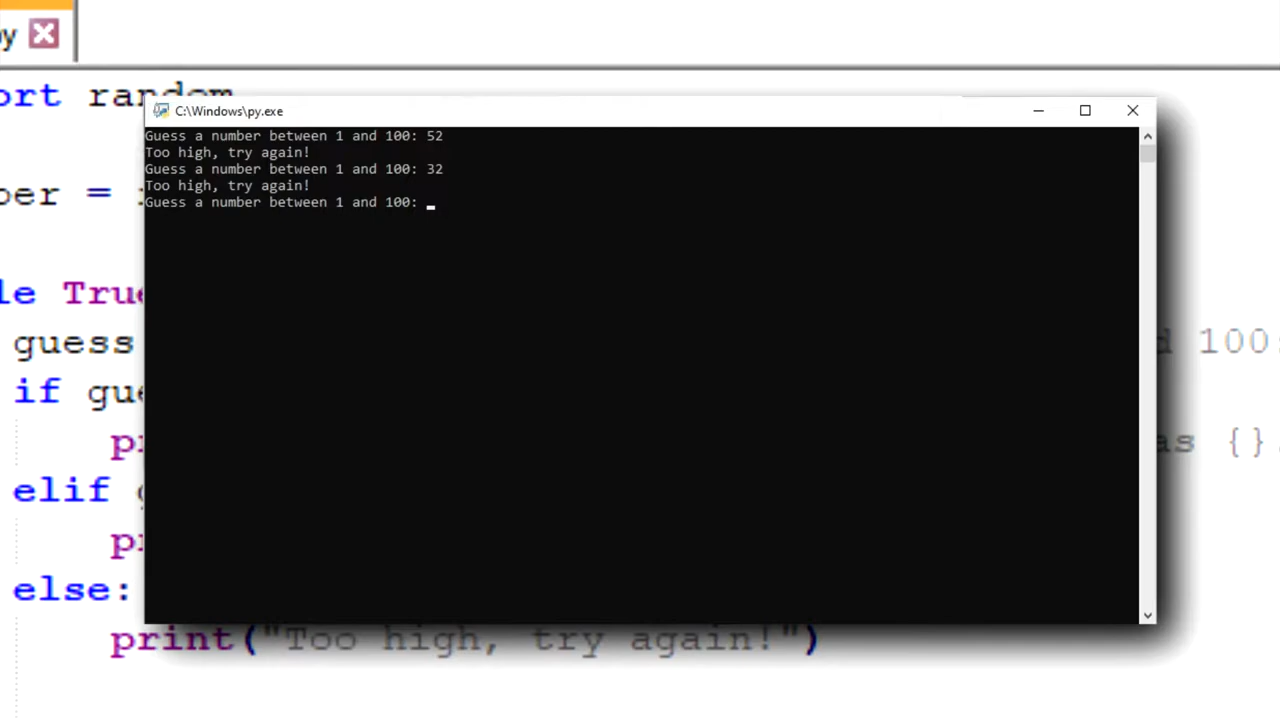 py
ort random
C:\Windows\py.exe
Guess a number between 1 and 100: 52
Too high, try again!
Guess a number between 1 and 100: 32
Too high, try again!
Guess a number between 1 and 100:
ber =
le True
guess
d 100:
if gue
pr
as {}.
elif
pr
else:
print("Too high, try again!")